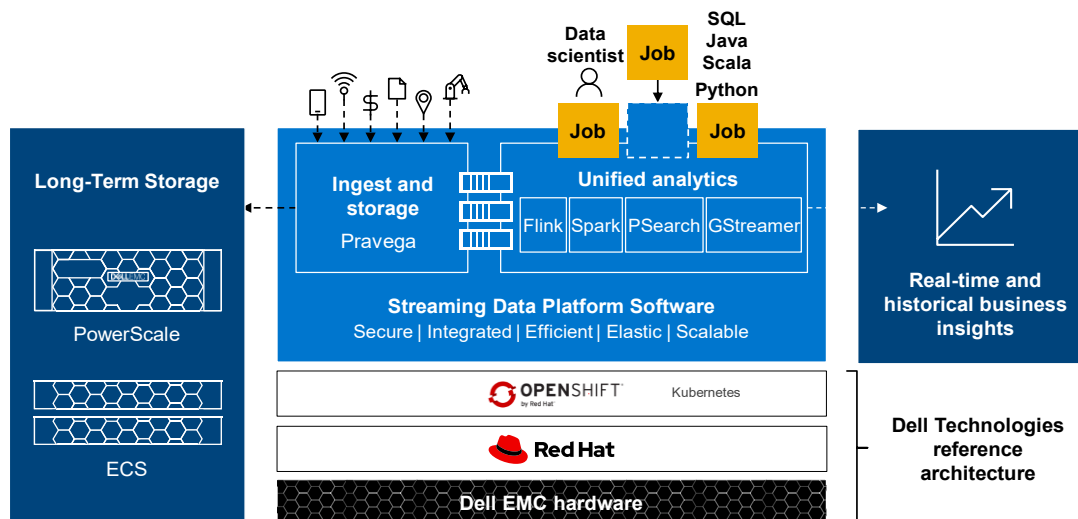 Data
scientist
Job
SQL
Java
Scala
Python
Job
Job
Long-Term Storage
DELLEMC
PowerScale
ECS
Ingest and
storage
Pravega
Unified analytics
Flink
Spark
PSearch
GStreamer
Streaming Data Platform Software
Secure | Integrated | Efficient | Elastic | Scalable
Real-time and
historical business
insights
OPENSHIFT
by Red Hat
Kubernetes
Red Hat
Dell EMC hardware
Dell Technologies
reference
architecture